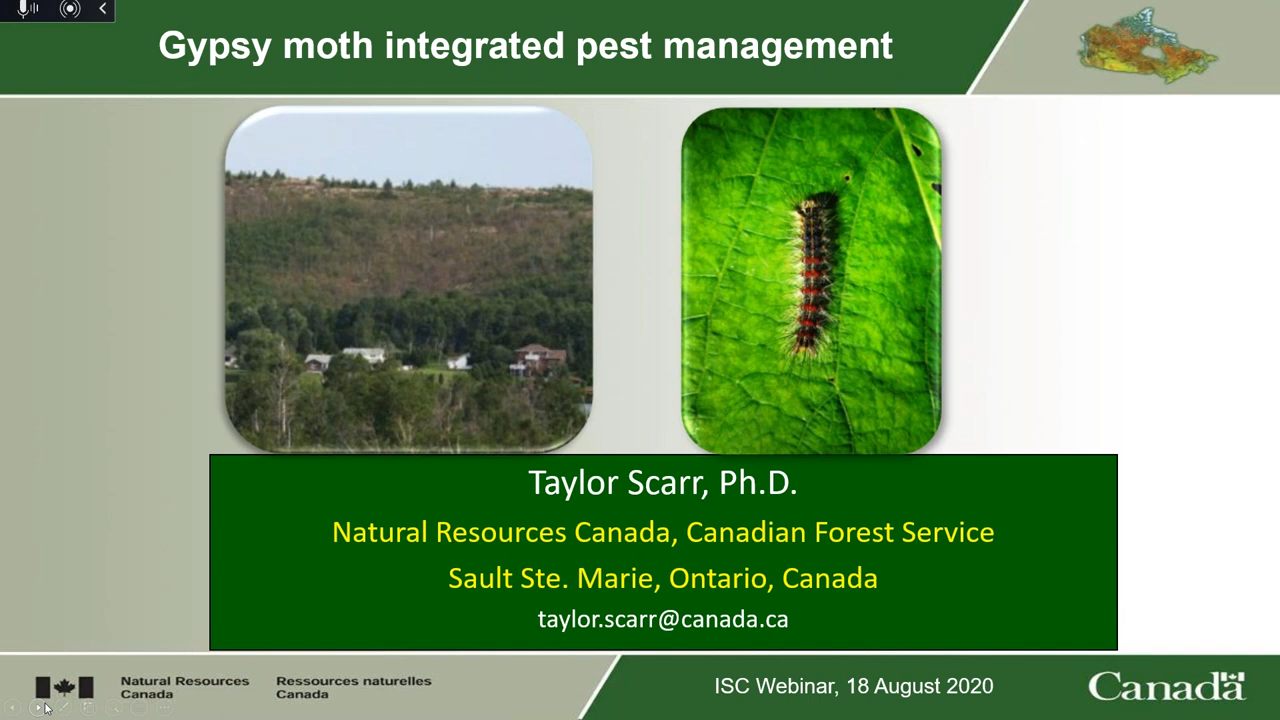 Gypsy moth integrated pest management
Taylor Scarr, Ph.D.
Natural Resources Canada, Canadian Forest Service
Sault Ste. Marie, Ontario, Canada
taylor.scarr@canada.ca
Natural Resources
Canada
Ressources naturelles
Canada
ISC Webinar, 18 August 2020
Canada